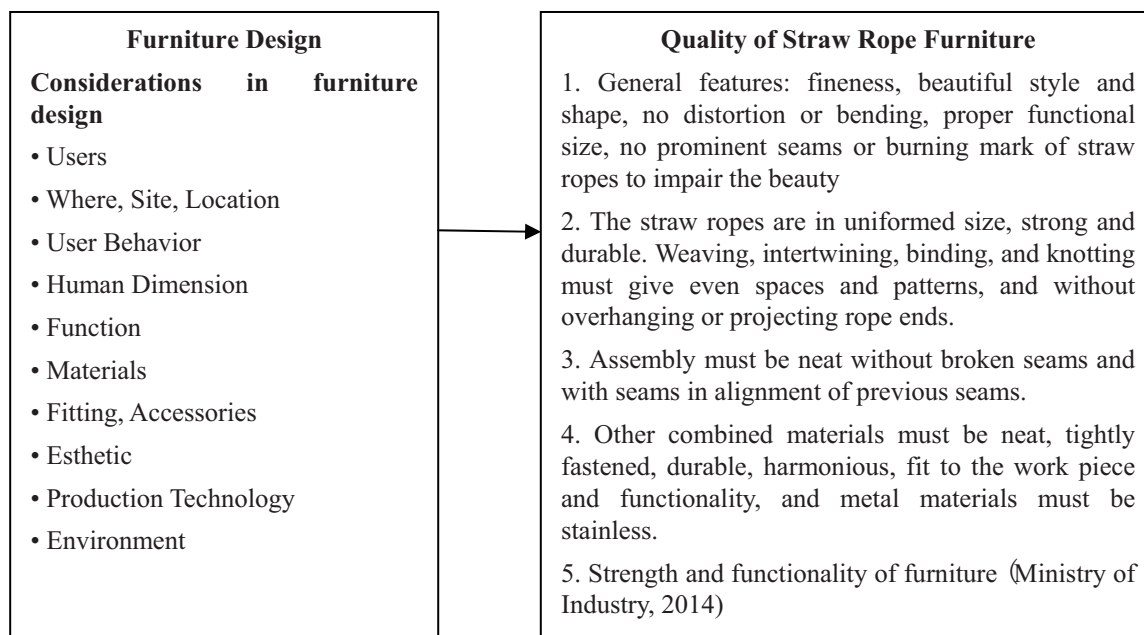 Furniture Design
Considerations in furniture
design
• Users
• Where, Site, Location
• User Behavior
• Human Dimension
• Function
• Materials
• Fitting, Accessories
• Esthetic
• Production Technology
• Environment
Quality of Straw Rope Furniture
1. General features: fineness, beautiful style and
shape, no distortion or bending, proper functional
size, no prominent seams or burning mark of straw
ropes to impair the beauty
2. The straw ropes are in uniformed size, strong and
durable. Weaving, intertwining, binding, and knotting
must give even spaces and patterns, and without
overhanging or projecting rope ends.
3. Assembly must be neat without broken seams and
with seams in alignment of previous seams.
4. Other combined materials must be neat, tightly
fastened, durable, harmonious, fit to the work piece
and functionality, and metal materials must be
stainless.
5. Strength and functionality of furniture (Ministry of
Industry, 2014)